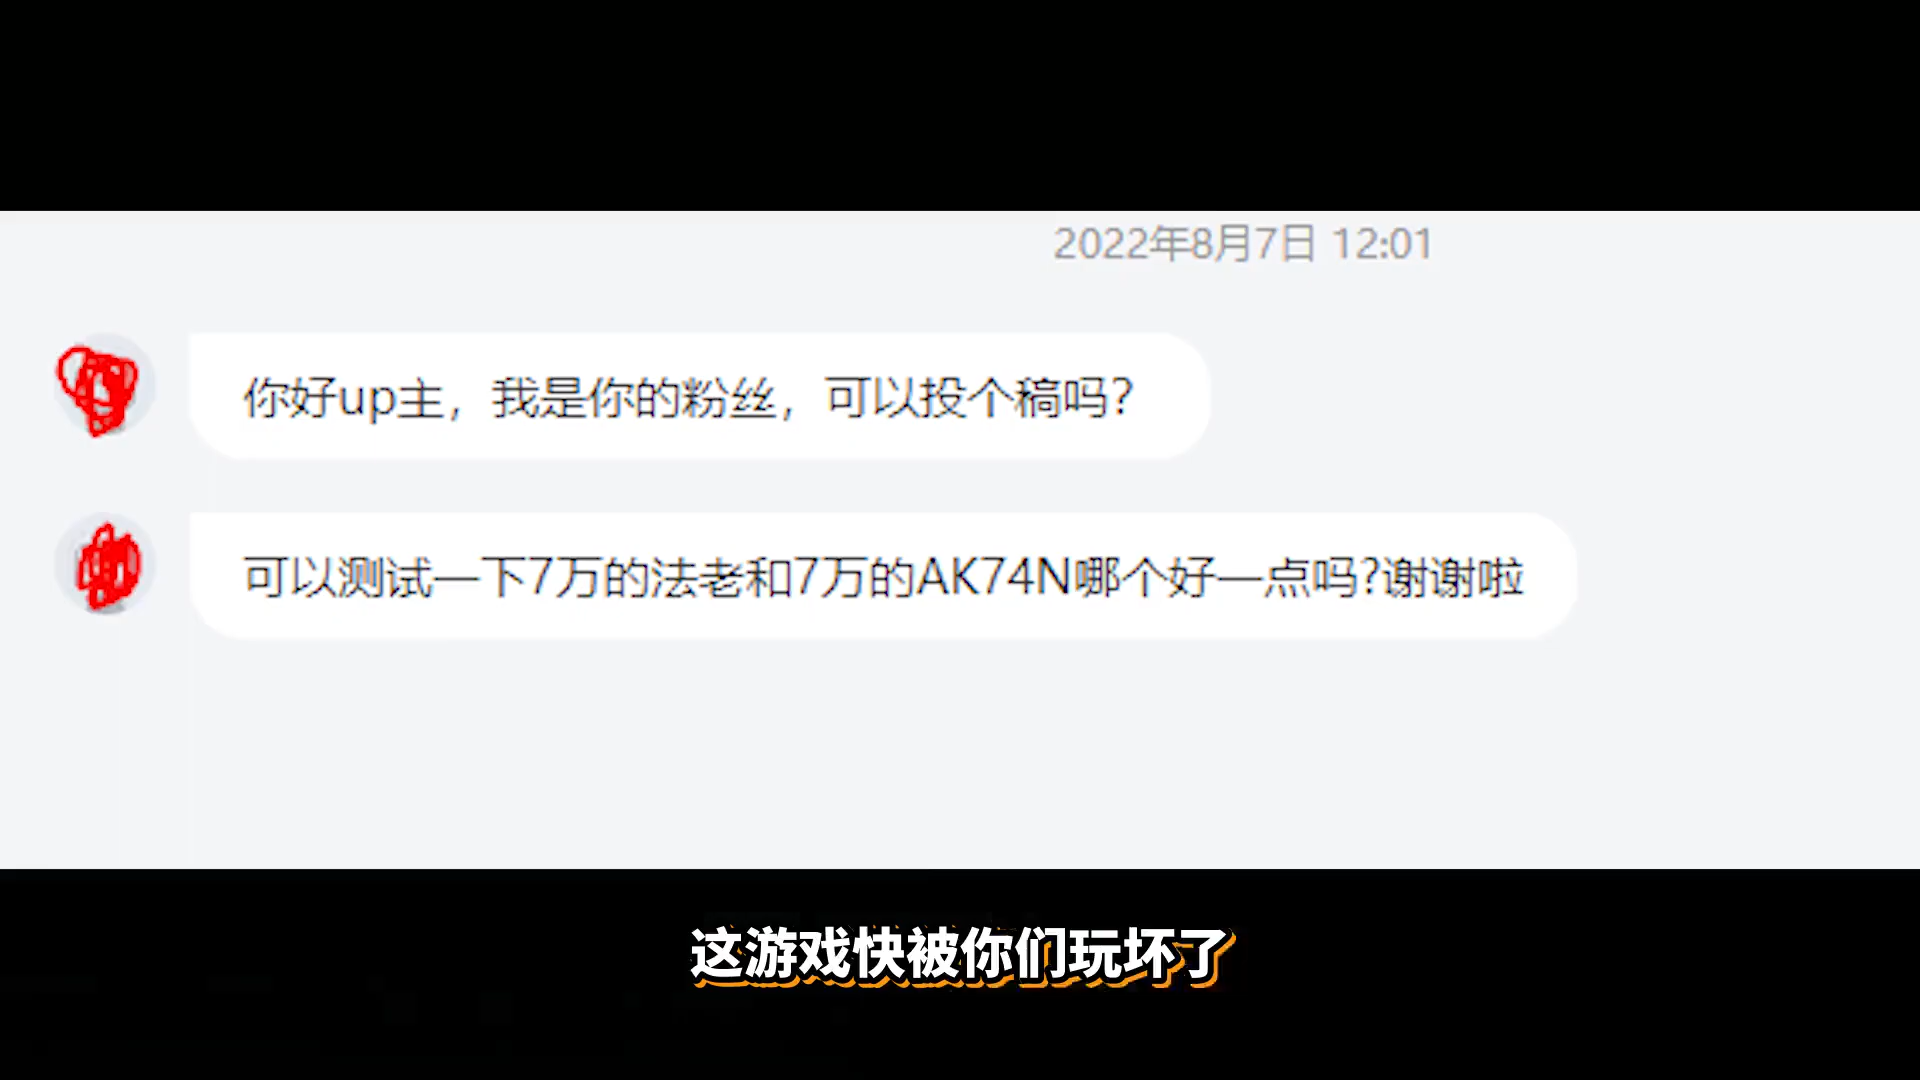 2022年8月7日 12:01
你好up主，我是你的粉丝，可以投个稿吗？
可以测试一下7万的法老和7万的AK74N哪个好一点吗?谢谢啦
这游戏快被你们玩坏了